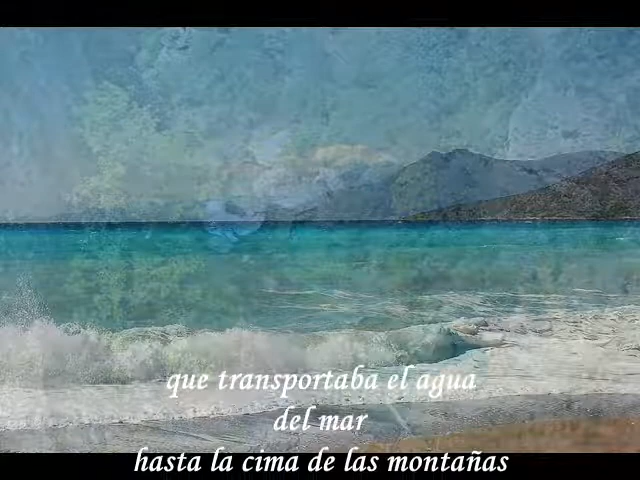 que transportaba el agua
del mar
hasta la cima de las montañas